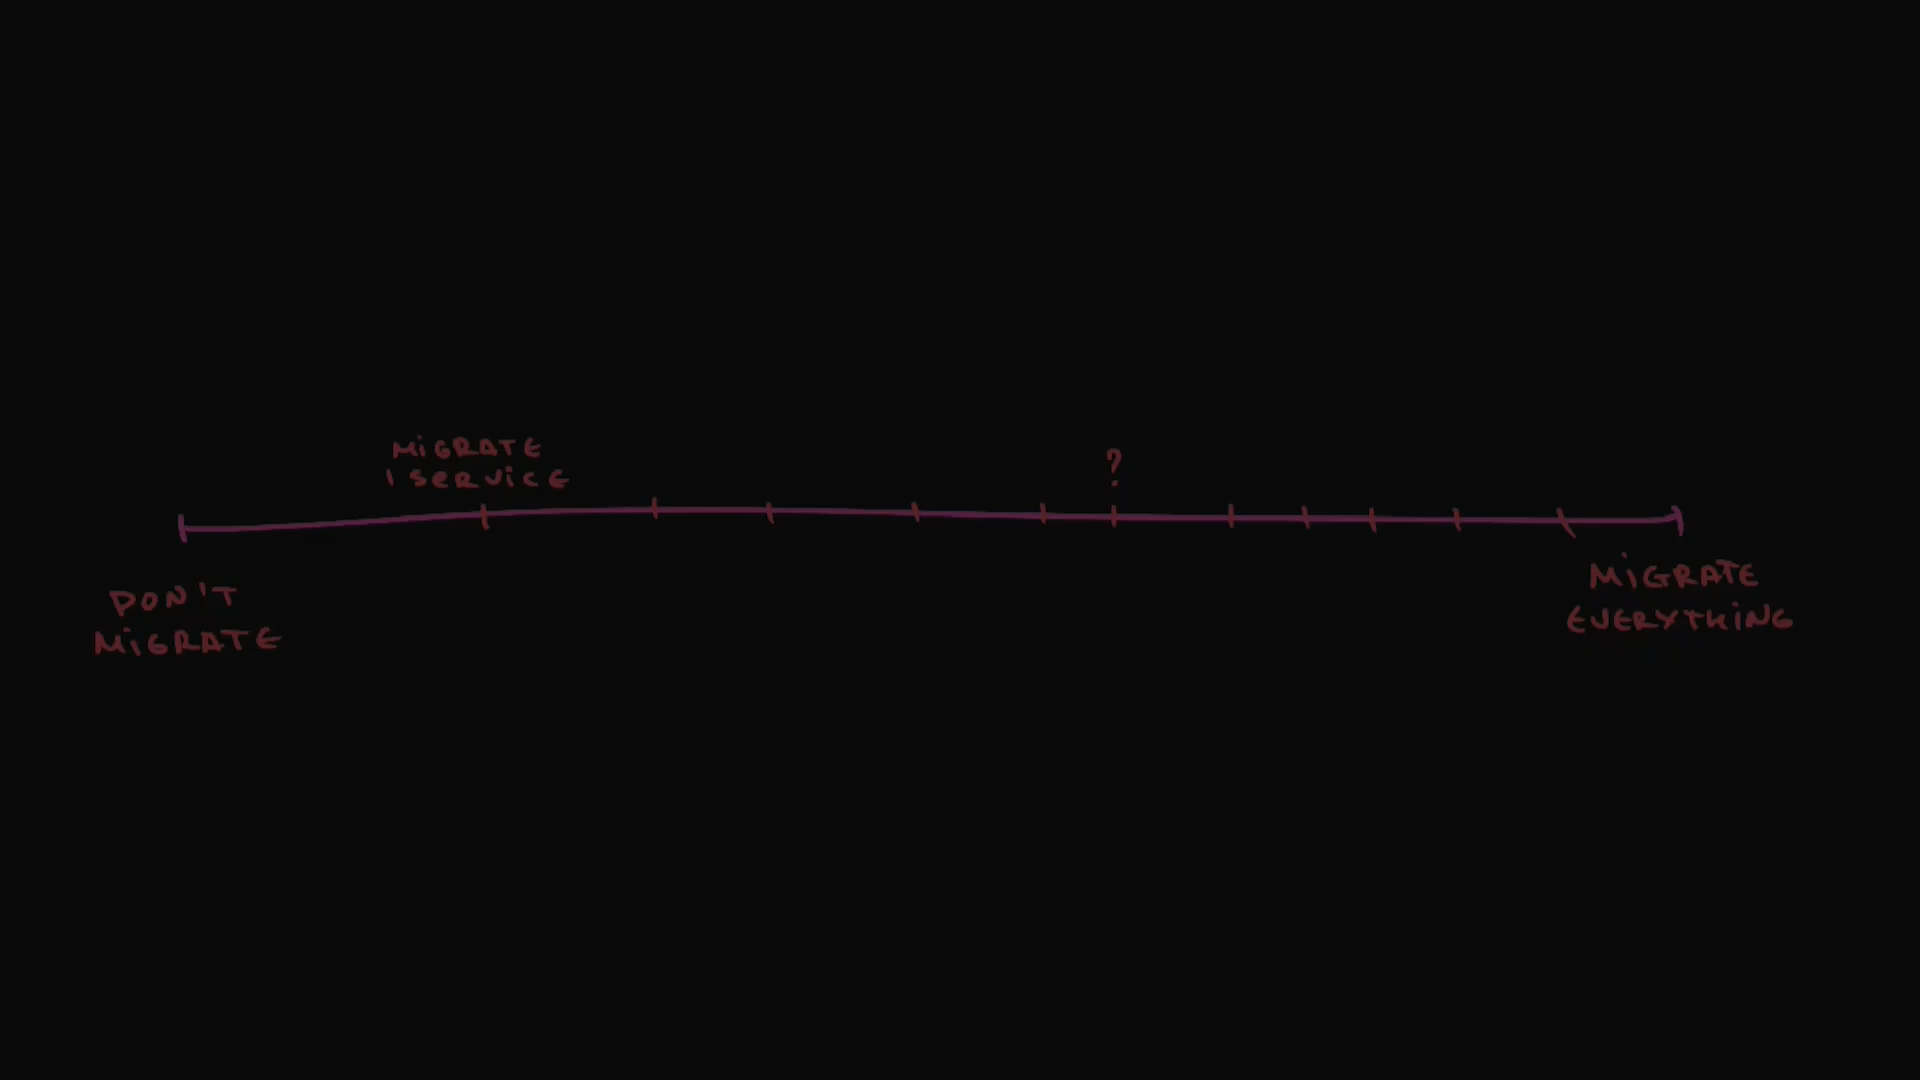 MiGRATE
1 SERViCE
?
DON'T
MiGRATE
MiGRATE
EVERYTHiNG